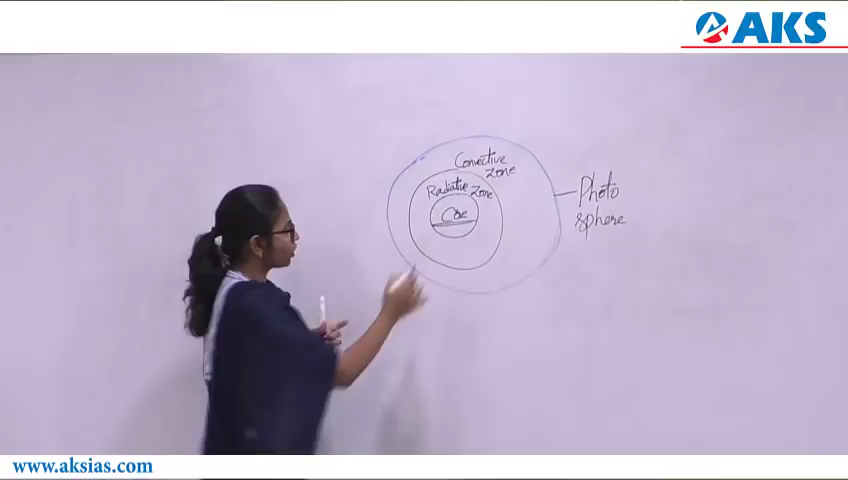 AKS
Convective
Zone
Radiative Zone
Core
Photo
sphere
www.aksias.com